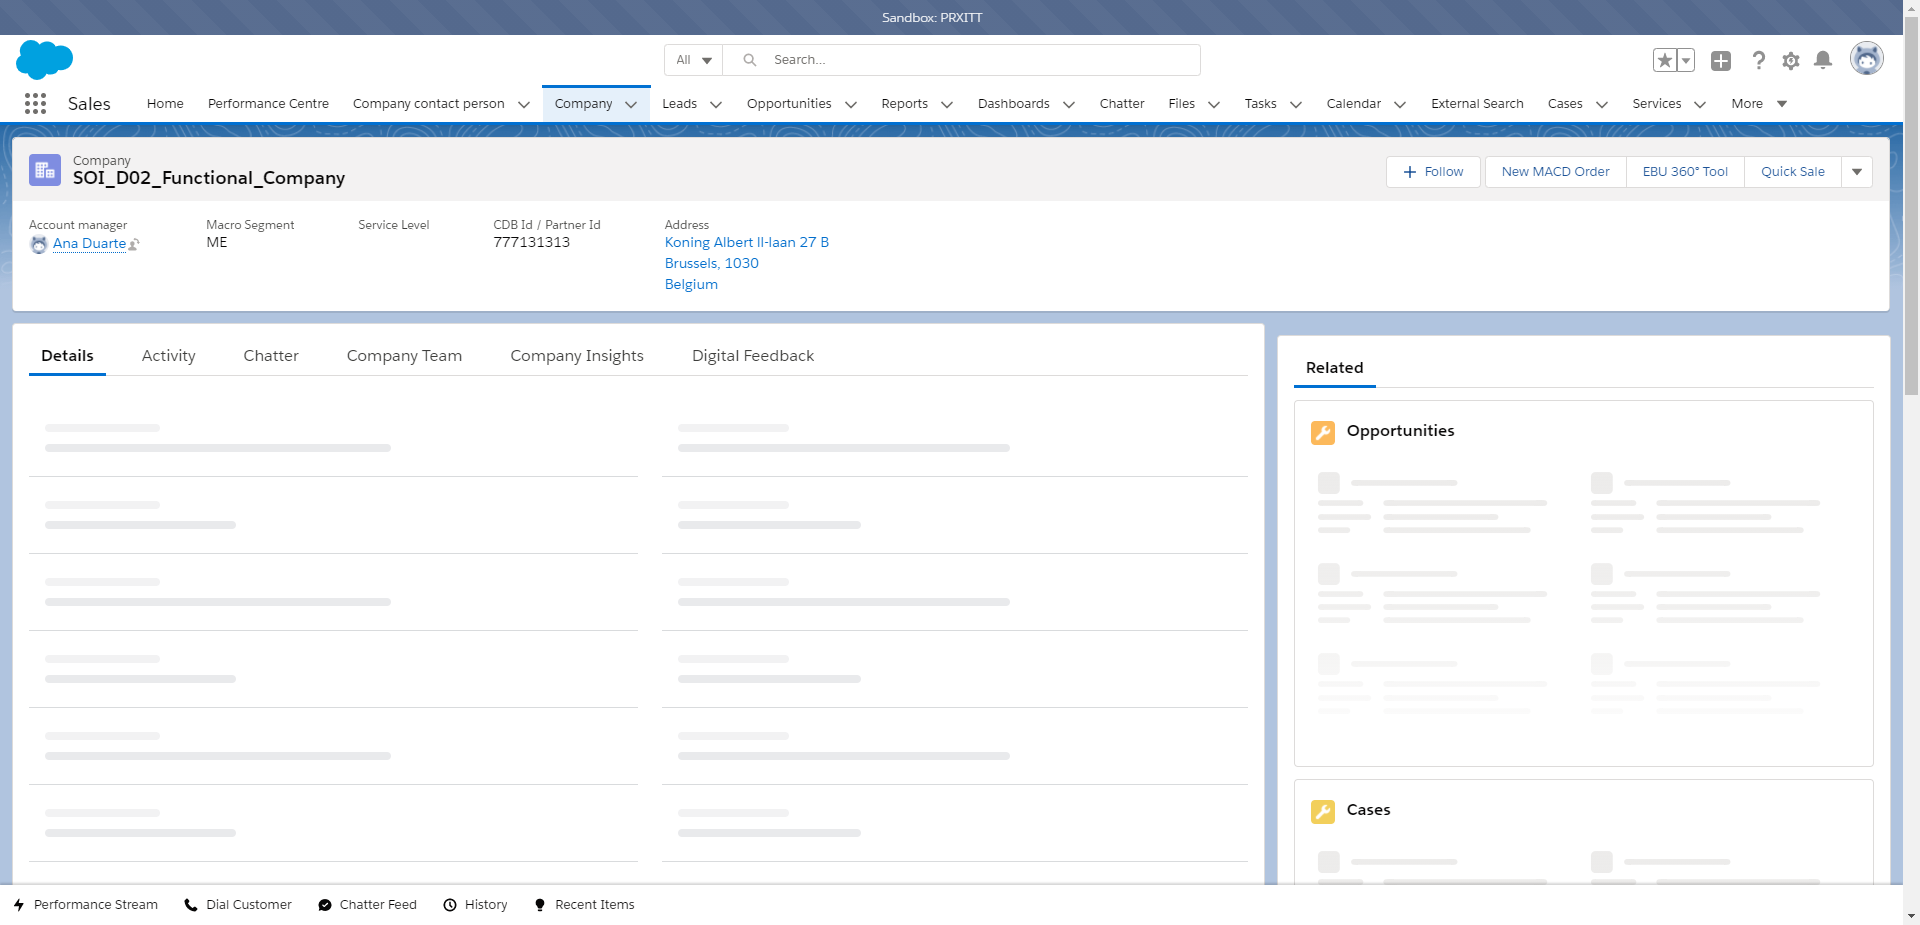 Sandbox: PRXITT
All
Search...
Sales
Home
Performance Centre
Company contact person
Company
Leads
Opportunities
Reports
Dashboards
Chatter
Files
Tasks
Calendar
External Search
Cases
Services
More
Company
SOI_D02_Functional_Company
Follow
New MACD Order
EBU 360° Tool
Quick Sale
Account manager
Ana Duarte
Macro Segment
ME
Service Level
CDB Id / Partner Id
777131313
Address
Koning Albert II-laan 27 B
Brussels, 1030
Belgium
Details
Activity
Chatter
Company Team
Company Insights
Digital Feedback
Related
Opportunities
Cases
Performance Stream
Dial Customer
Chatter Feed
History
Recent Items